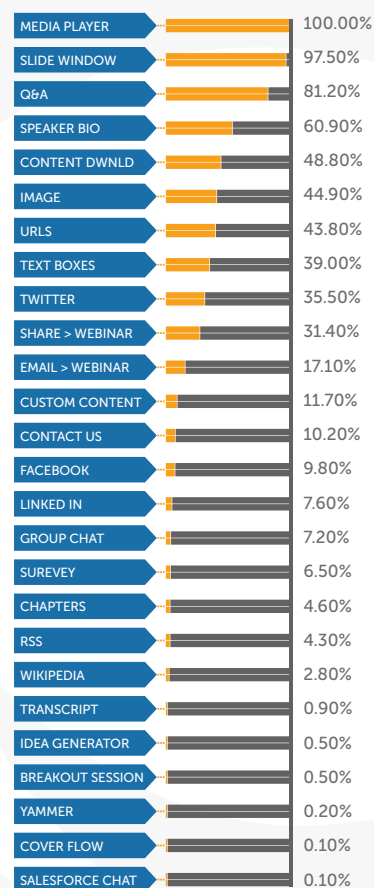 MEDIA PLAYER 100.00%
SLIDE WINDOW 97.50%
Q&A 81.20%
SPEAKER BIO 60.90%
CONTENT DWNLD 48.80%
IMAGE 44.90%
URLS 43.80%
TEXT BOXES 39.00%
TWITTER 35.50%
SHARE > WEBINAR 31.40%
EMAIL > WEBINAR 17.10%
CUSTOM CONTENT 11.70%
CONTACT US 10.20%
FACEBOOK 9.80%
LINKED IN 7.60%
GROUP CHAT 7.20%
SUREVEY 6.50%
CHAPTERS 4.60%
RSS 4.30%
WIKIPEDIA 2.80%
TRANSCRIPT 0.90%
IDEA GENERATOR 0.50%
BREAKOUT SESSION 0.50%
YAMMER 0.20%
COVER FLOW 0.10%
SALESFORCE CHAT 0.10%